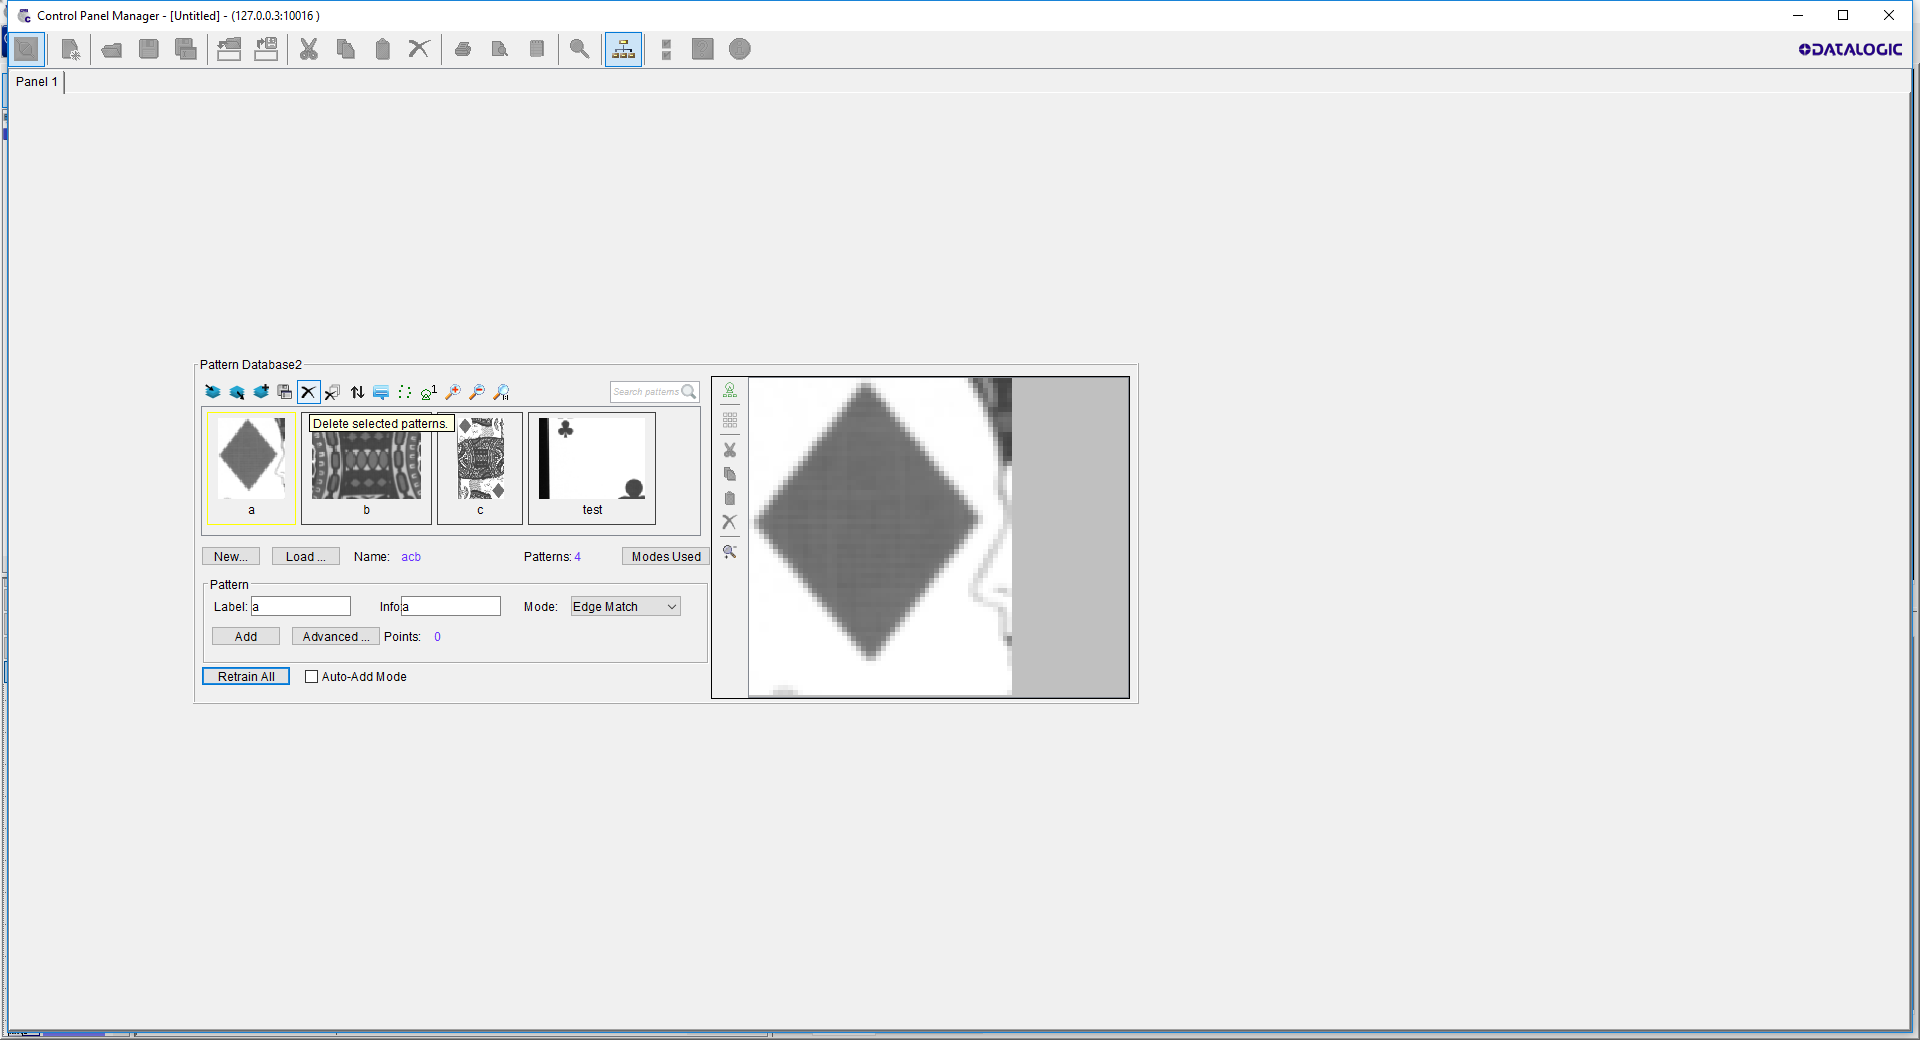 Control Panel Manager - [Untitled] - (127.0.0.3:10016 )
DATALOGIC
Panel 1
Pattern Database2
1
Search patterns
Delete selected patterns.
a
b
c
test
New...
Load ...
Name:
acb
Patterns: 4
Modes Used
Pattern
Label: a
Info a
Mode:
Edge Match
Add
Advanced ...
Points:
0
Retrain All
Auto-Add Mode